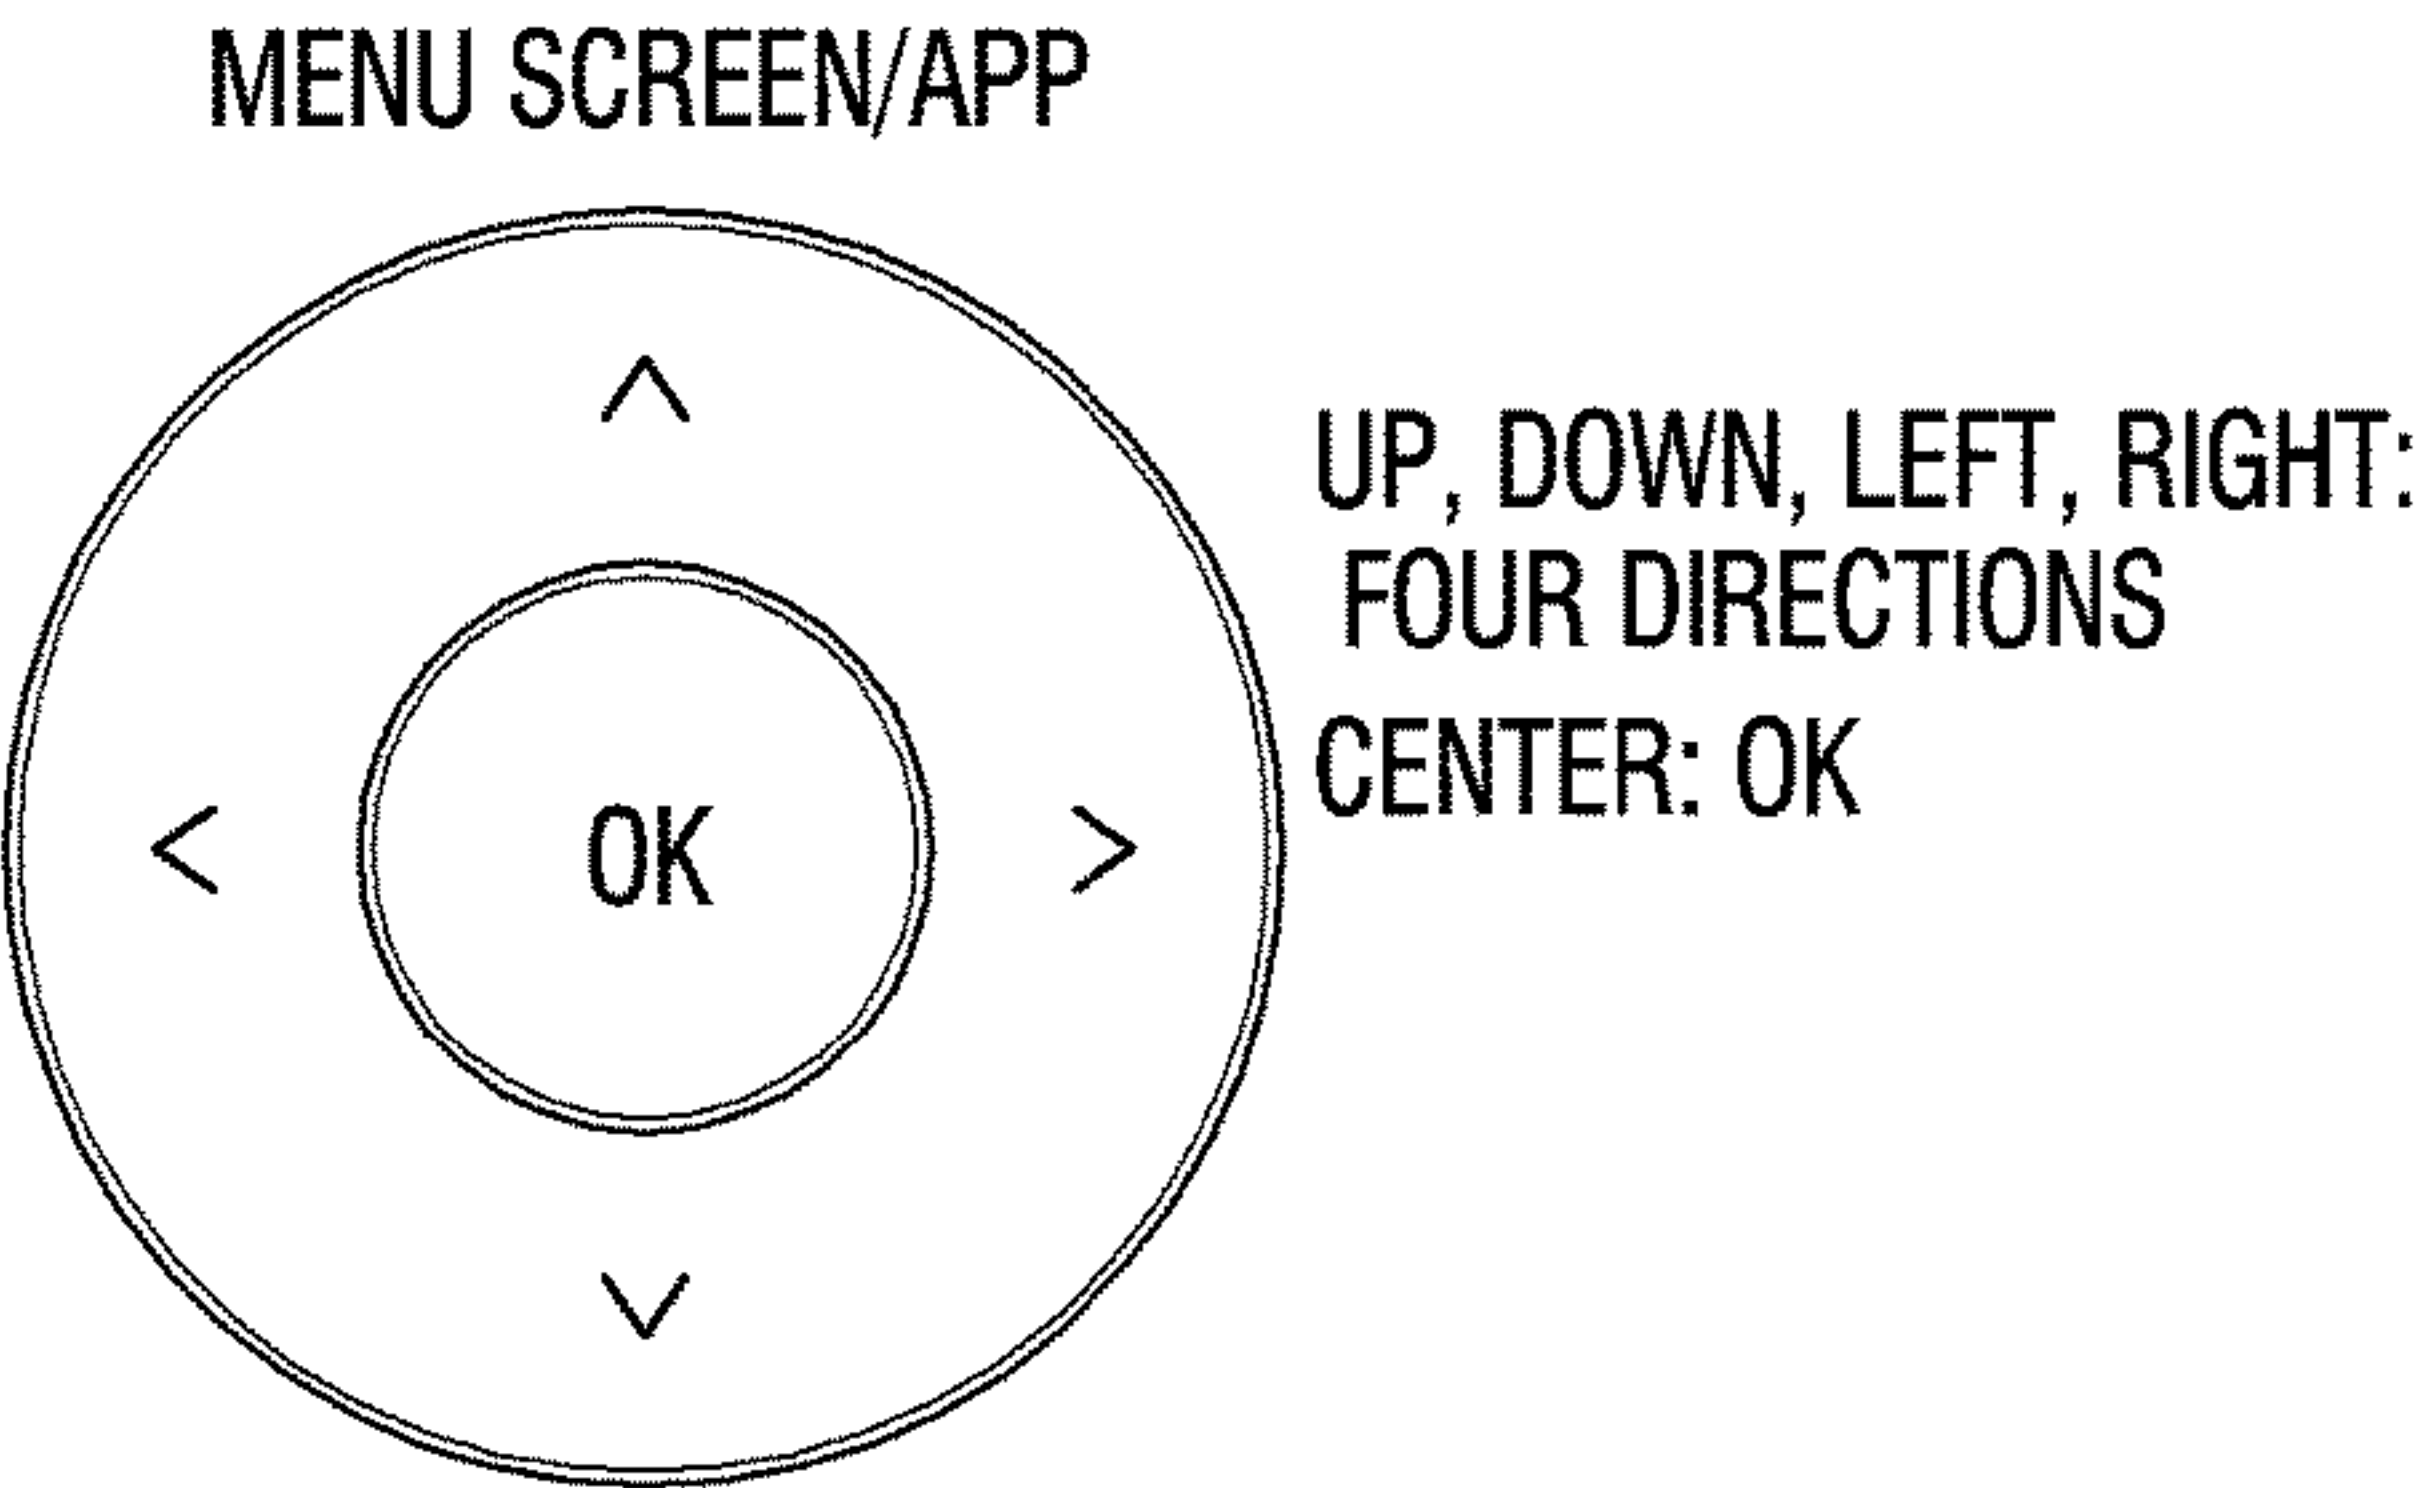 MENU SCREEN/APP
UP, DOWN, LEFT, RIGHT:
FOUR DIRECTIONS
CENTER: OK
OK